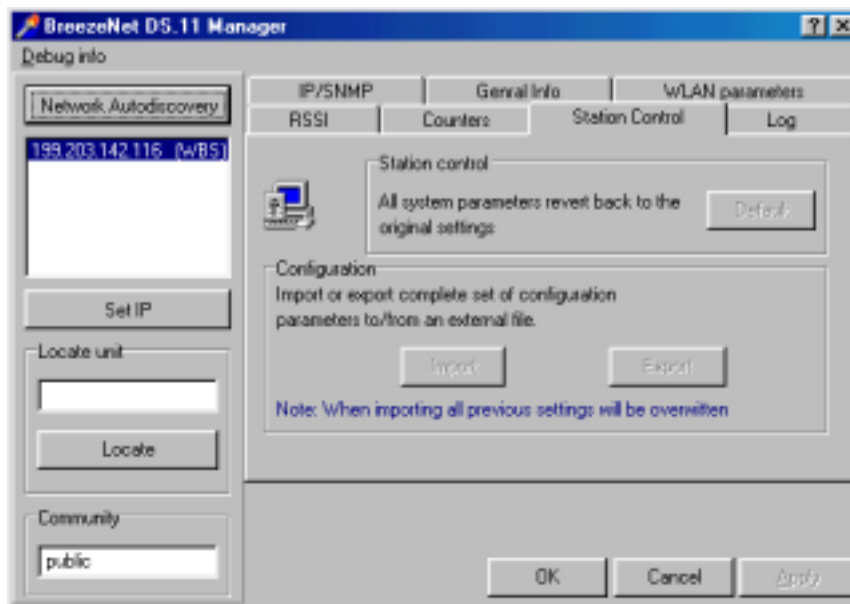 BreezeNet DS.11 Manager
Debug info
Network Autodiscovery
199.203.142.116 (WBS)
Set IP
Locate unit
Locate
Community
public
IP/SNMP
Genral Info
WLAN parameters
RSSI
Counters
Station Control
Log
Station control
All system parameters revert back to the
original settings
Default
Configuration
Import or export complete set of configuration
parameters to/from an external file.
Import
Export
Note: When importing all previous settings will be overwitten
OK
Cancel
Apply